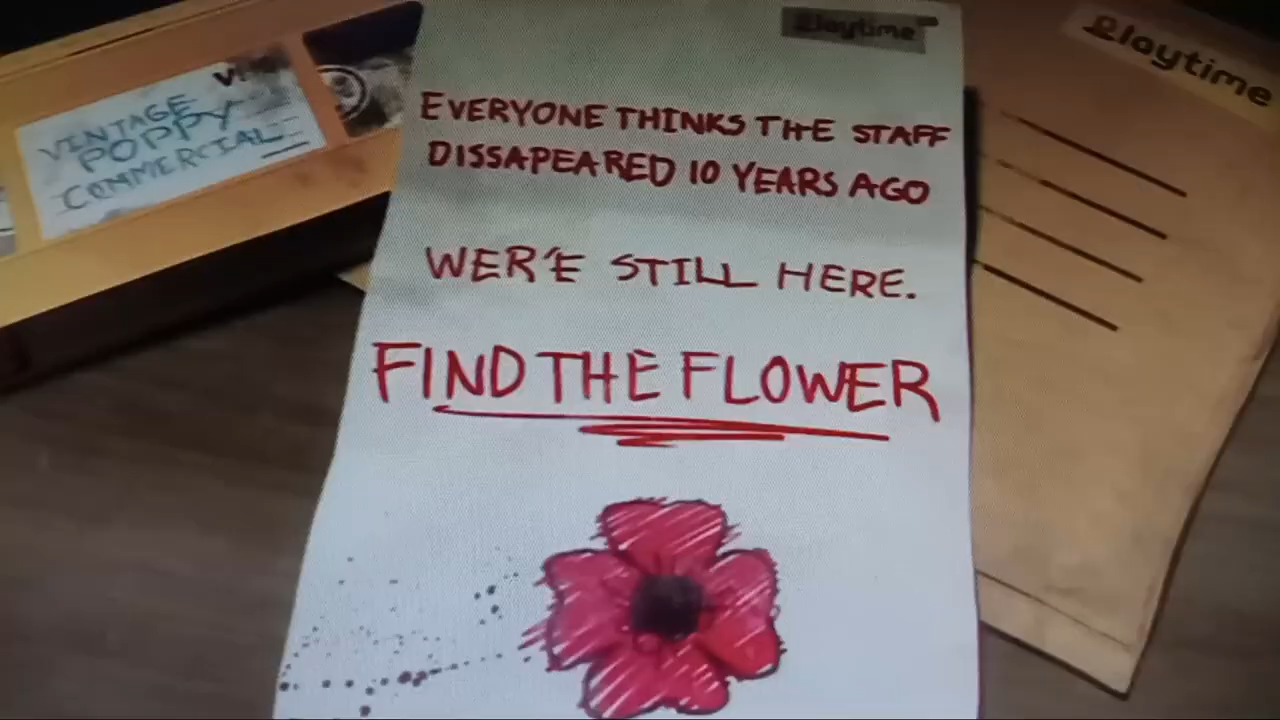 VINTAGE
POPPY
COMMERCIAL
Playtime
EVERYONE THINKS THE STAFF
DISSAPEARED 10 YEARS AGO
WER'E STILL HERE.
FIND THE FLOWER
Playtime